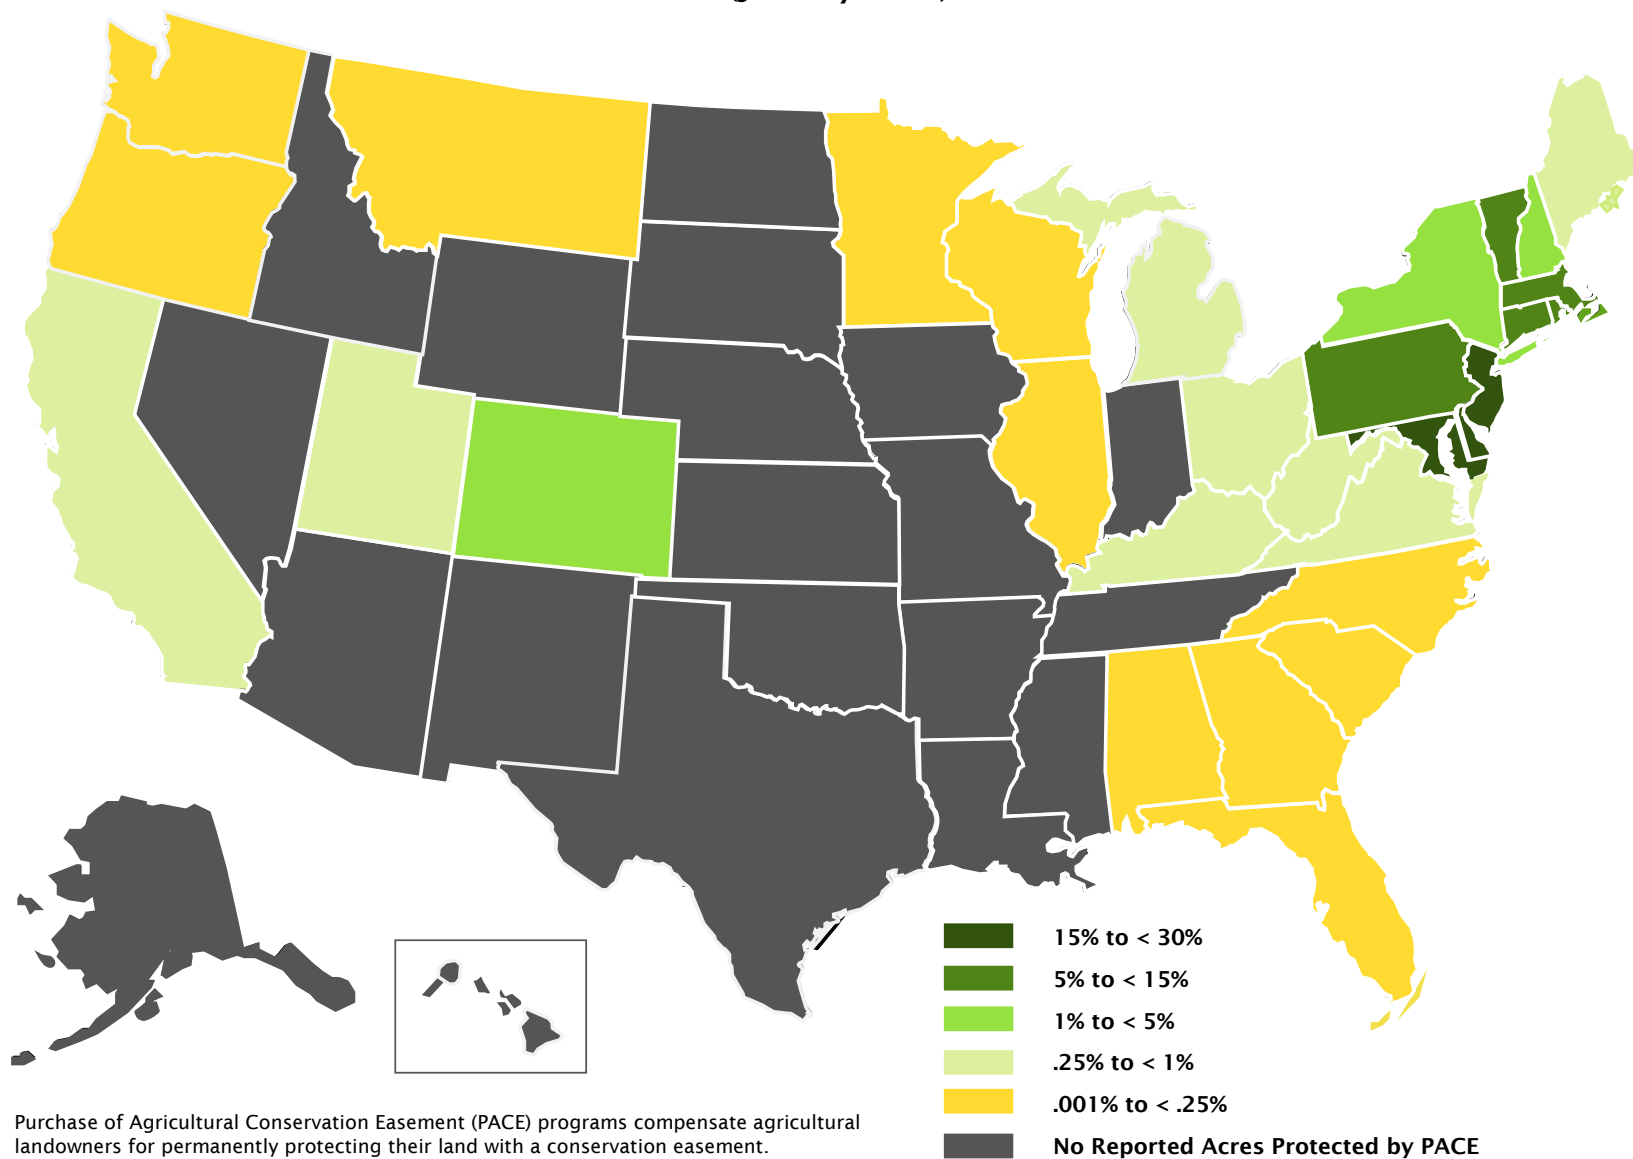 15% to < 30%
5% to < 15%
1% to < 5%
.25% to < 1%
.001% to < .25%
No Reported Acres Protected by PACE
Purchase of Agricultural Conservation Easement (PACE) programs compensate agricultural
landowners for permanently protecting their land with a conservation easement.